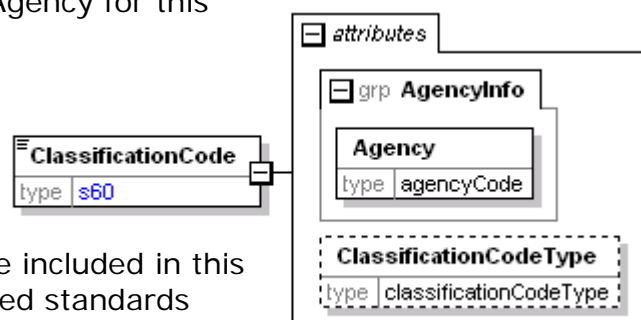 Agency for this
attributes
grp AgencyInfo
ClassificationCode
type s60
Agency
type agencyCode
e included in this
ed standards
ClassificationCodeType
type classificationCodeType